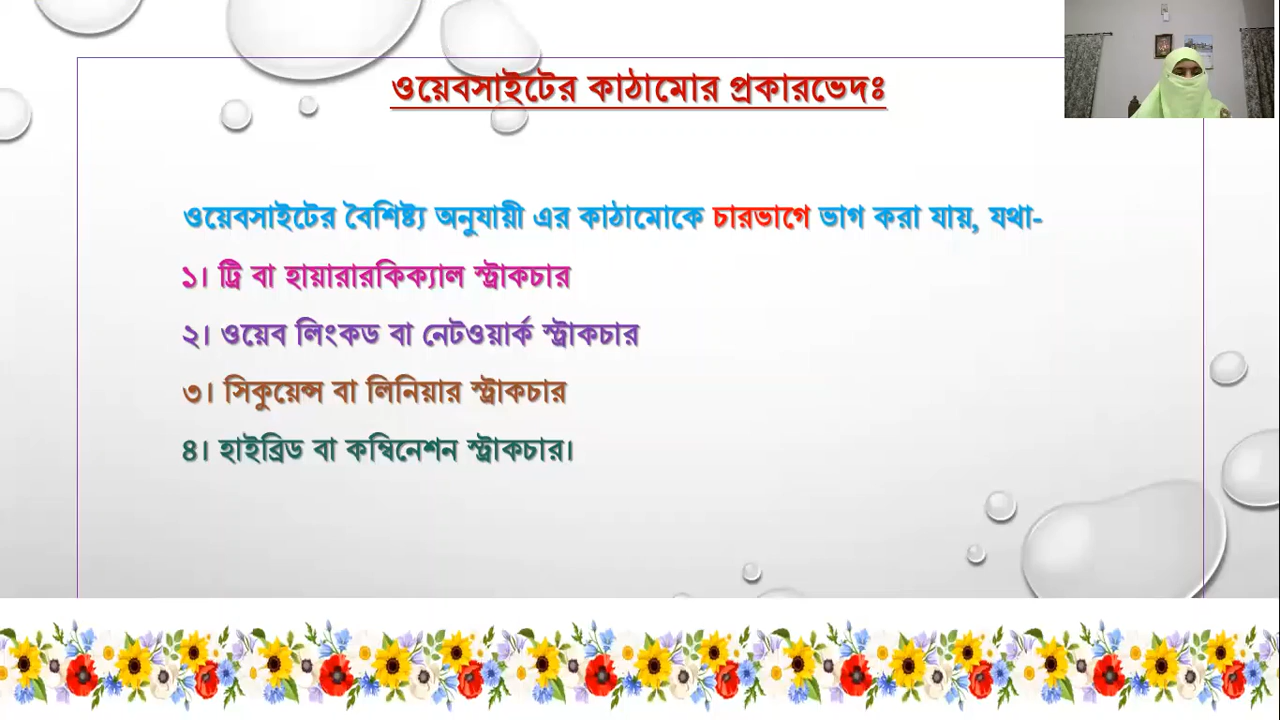 ওয়েবসাইটের কাঠামোর প্রকারভেদঃ
ওয়েবসাইটের বৈশিষ্ট্য অনুযায়ী এর কাঠামোকে চারভাগে ভাগ করা যায়, যথা-
১। ট্রি বা হায়ারারকিক্যাল স্ট্রাকচার
২। ওয়েব লিংকড বা নেটওয়ার্ক স্ট্রাকচার
৩। সিকুয়েন্স বা লিনিয়ার স্ট্রাকচার
৪। হাইব্রিড বা কম্বিনেশন স্ট্রাকচার।